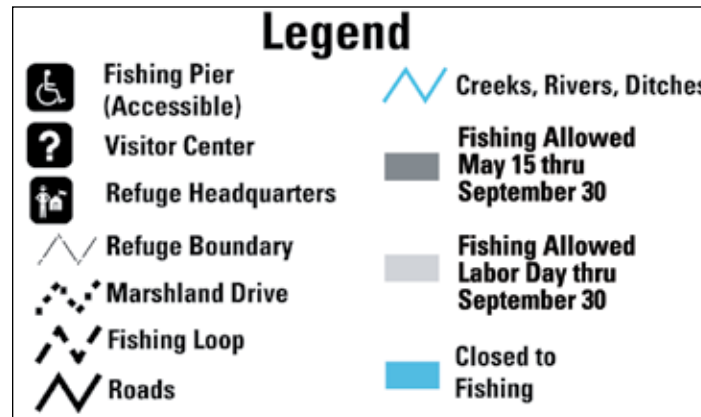 Legend
Fishing Pier
(Accessible)
?
Visitor Center
Refuge Headquarters
Refuge Boundary
Marshland Drive
Fishing Loop
Roads
Creeks, Rivers, Ditches
Fishing Allowed
May 15 thru
September 30
Fishing Allowed
Labor Day thru
September 30
Closed to
Fishing